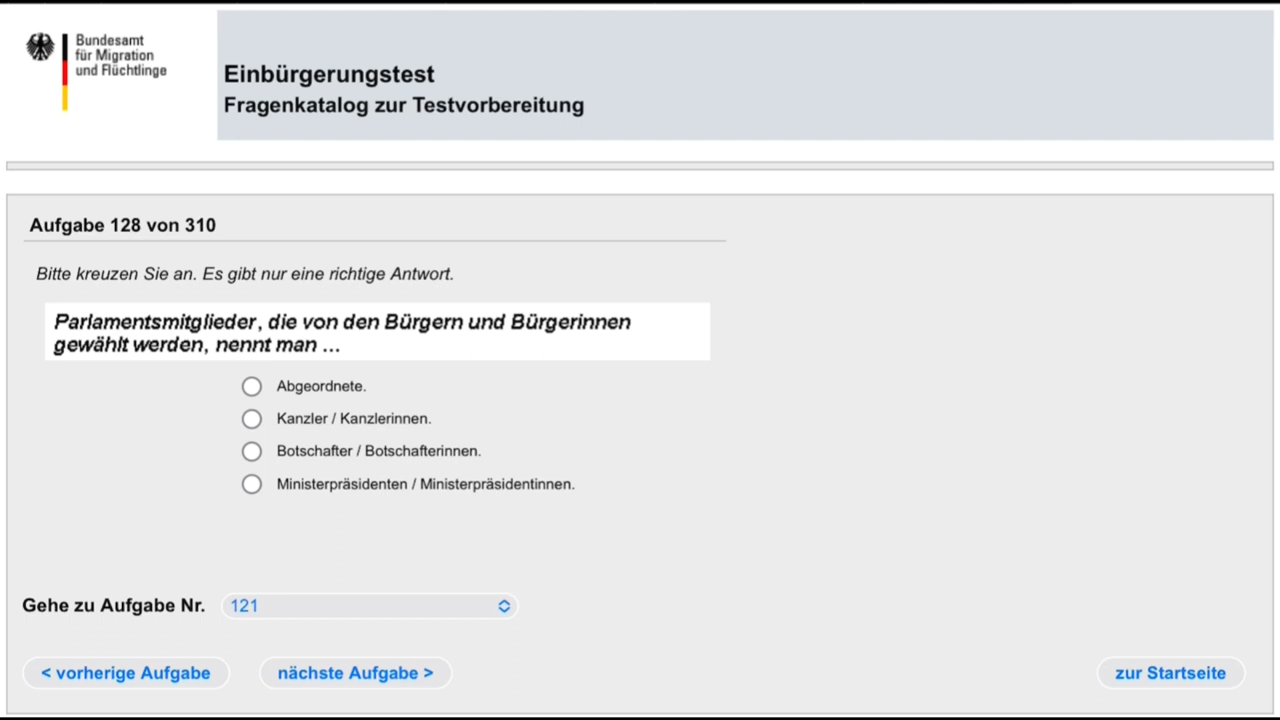 Bundesamt
für Migration
und Flüchtlinge
Einbürgerungstest
Fragenkatalog zur Testvorbereitung
Aufgabe 128 von 310
Bitte kreuzen Sie an. Es gibt nur eine richtige Antwort.
Parlamentsmitglieder, die von den Bürgern und Bürgerinnen
gewählt werden, nennt man ...
Abgeordnete.
Kanzler / Kanzlerinnen.
Botschafter / Botschafterinnen.
Ministerpräsidenten / Ministerpräsidentinnen.
Gehe zu Aufgabe Nr. 121
< vorherige Aufgabe nächste Aufgabe > zur Startseite